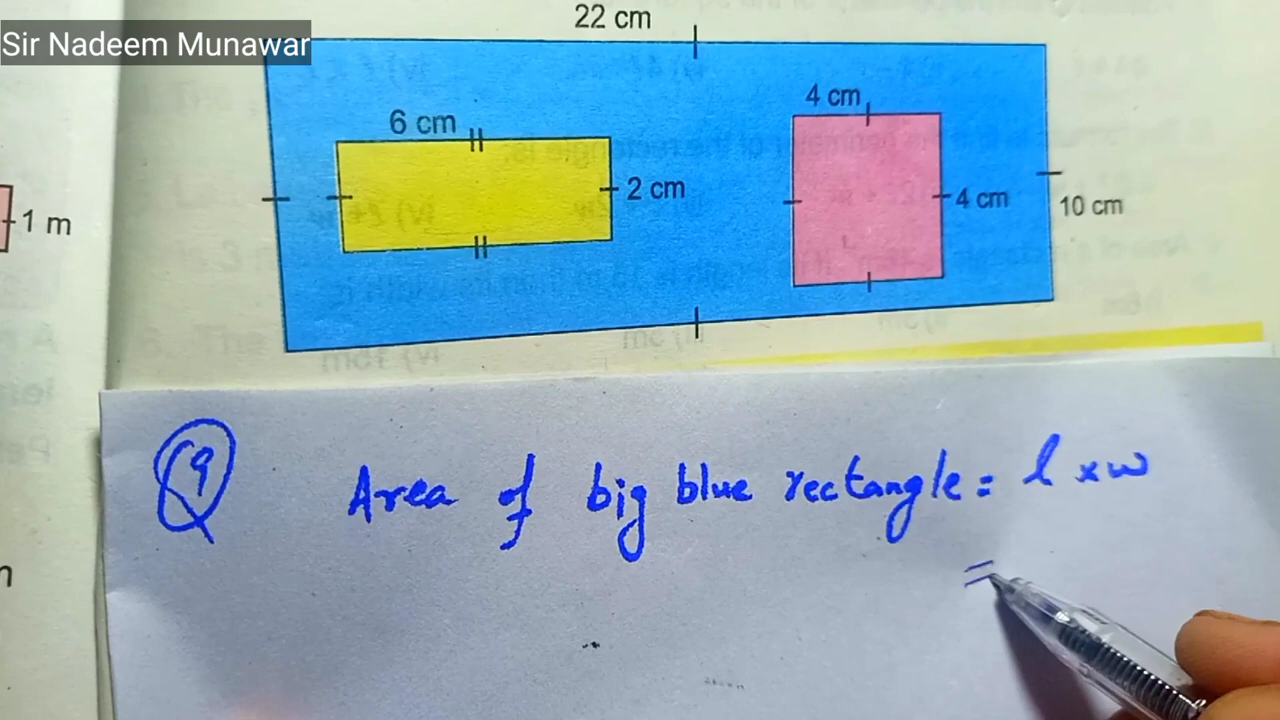 Sir Nadeem Munawar
22 cm
6 cm
2 cm
4 cm
4 cm
10 cm
1 m
Q9 Area of big blue rectangle = l × w
=